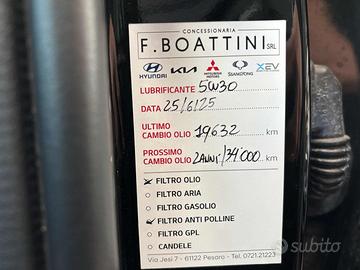 CONCESSIONARIA
F.BOATTINI SRL
HYUNDAI KIA MITSUBISHI MOTORS SSANGYONG XEV
LUBRIFICANTE 5W30
DATA 25/6/25
ULTIMO
CAMBIO OLIO 19632 km
PROSSIMO
CAMBIO OLIO 2ANNI/34'000 km
FILTRO OLIO
FILTRO ARIA
FILTRO GASOLIO
FILTRO ANTI POLLINE
FILTRO GPL
CANDELE
Via Jesi 7 - 61122 Pesaro - Tel. 0721.21223
subito